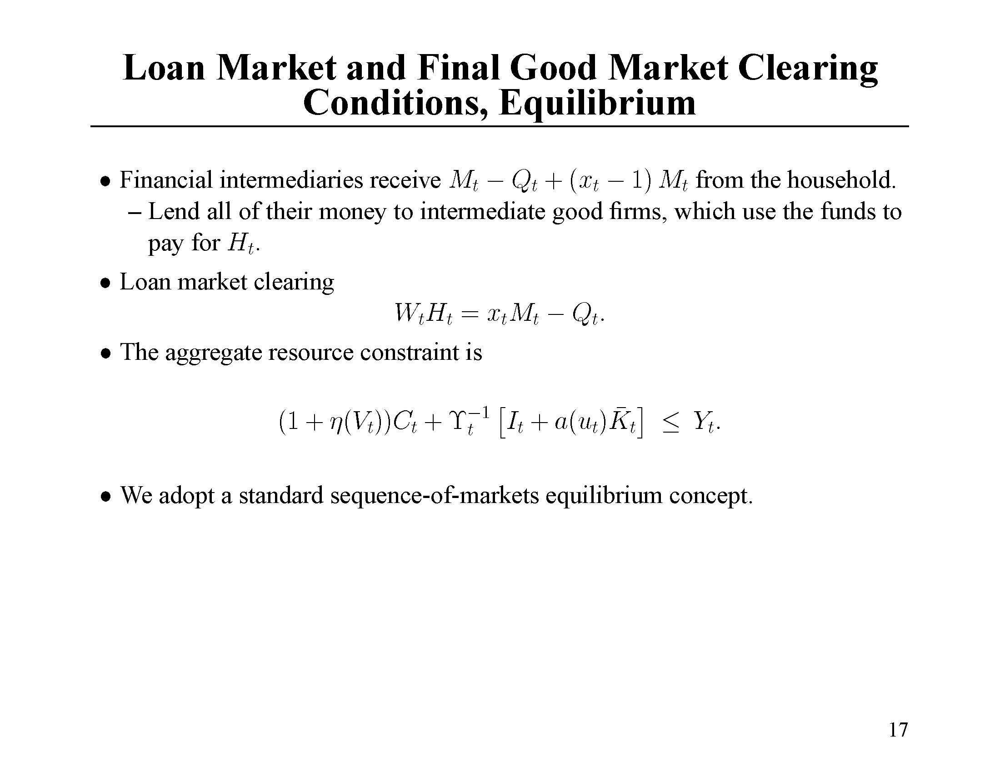 Loan Market and Final Good Market Clearing
Conditions, Equilibrium
● Financial intermediaries receive $M_t - Q_t + (x_t - 1) M_t$ from the household.
– Lend all of their money to intermediate good firms, which use the funds to
pay for $H_t$.
● Loan market clearing
$W_t H_t = x_t M_t - Q_t.$
● The aggregate resource constraint is
$(1 + \eta(V_t))C_t + \Upsilon_t^{-1} \left[ I_t + a(u_t)\bar{K}_t \right] \leq Y_t.$
● We adopt a standard sequence-of-markets equilibrium concept.
17